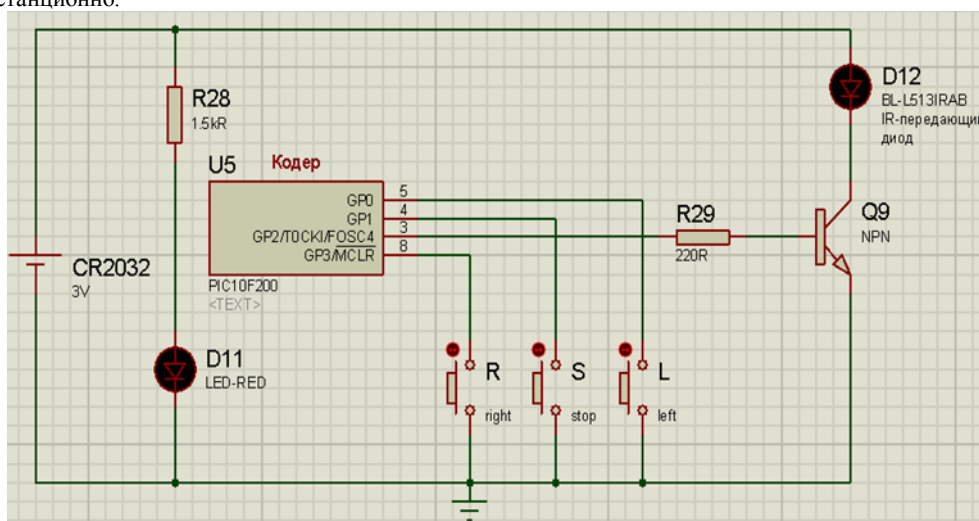 станционно.
R28
1.5kR
U5
Кодер
GP0
GP1
GP2/T0CKI/FOSC4
GP3/MCLR
5
4
3
8
PIC10F200
<TEXT>
CR2032
3V
D11
LED-RED
R
right
S
stop
L
left
R29
220R
Q9
NPN
D12
BL-L513IRAB
IR-передающий
диод